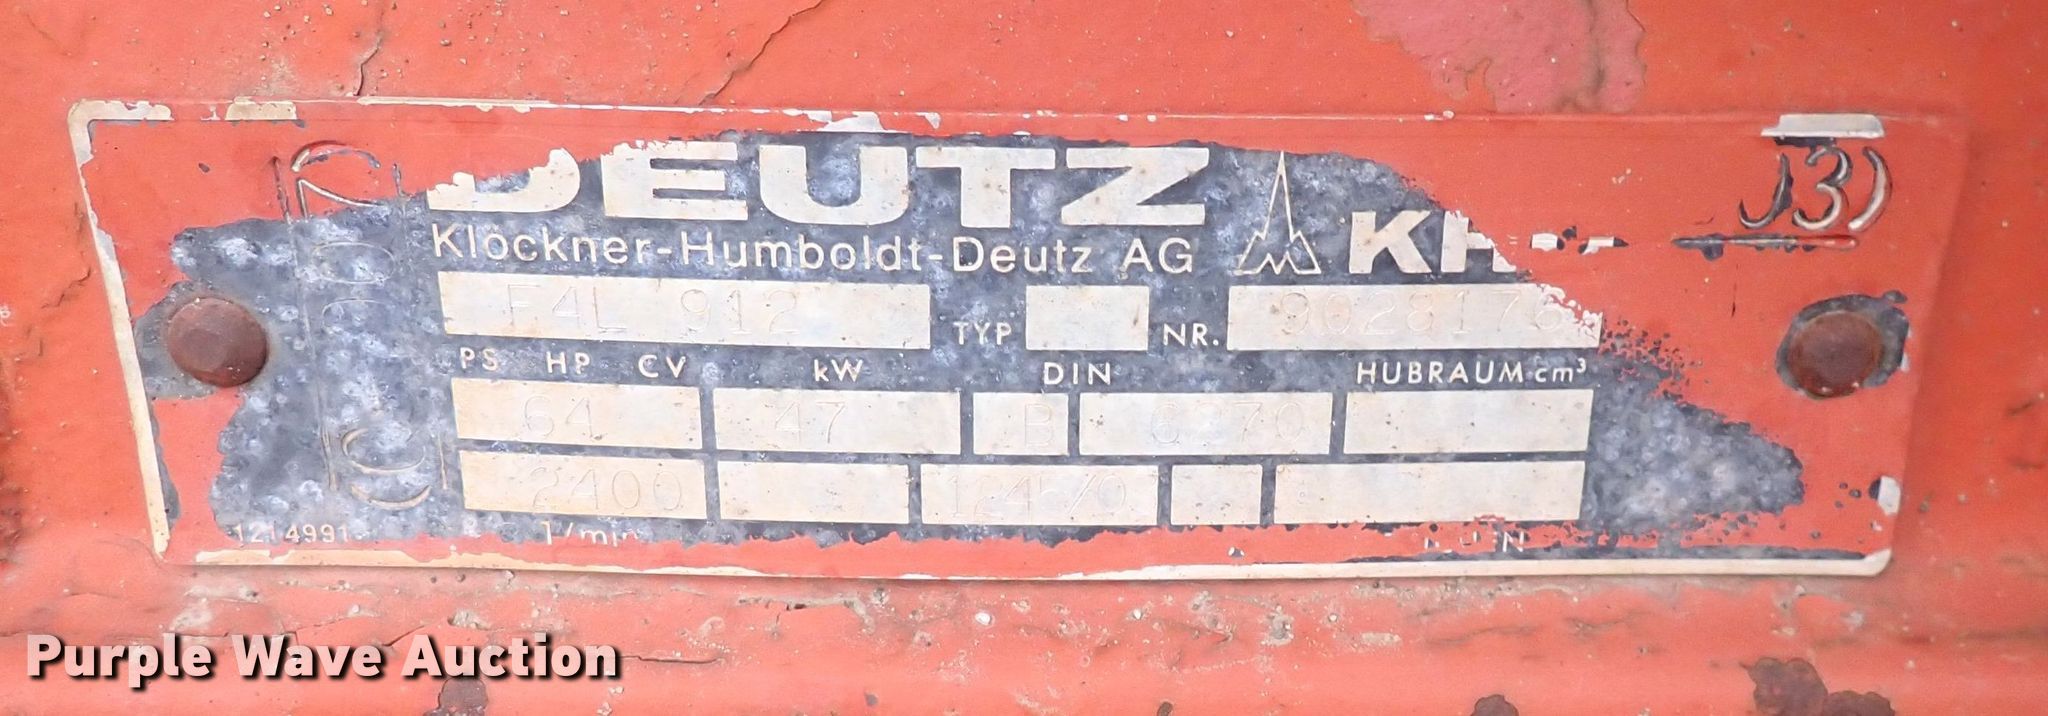 DEUTZ
Klöckner-Humboldt-Deutz AG
F4L 912 TYP NR. 9028176
PS HP CV kW DIN HUBRAUM cm³
64 47 B 6270
2400
1214991 1/min
Purple Wave Auction